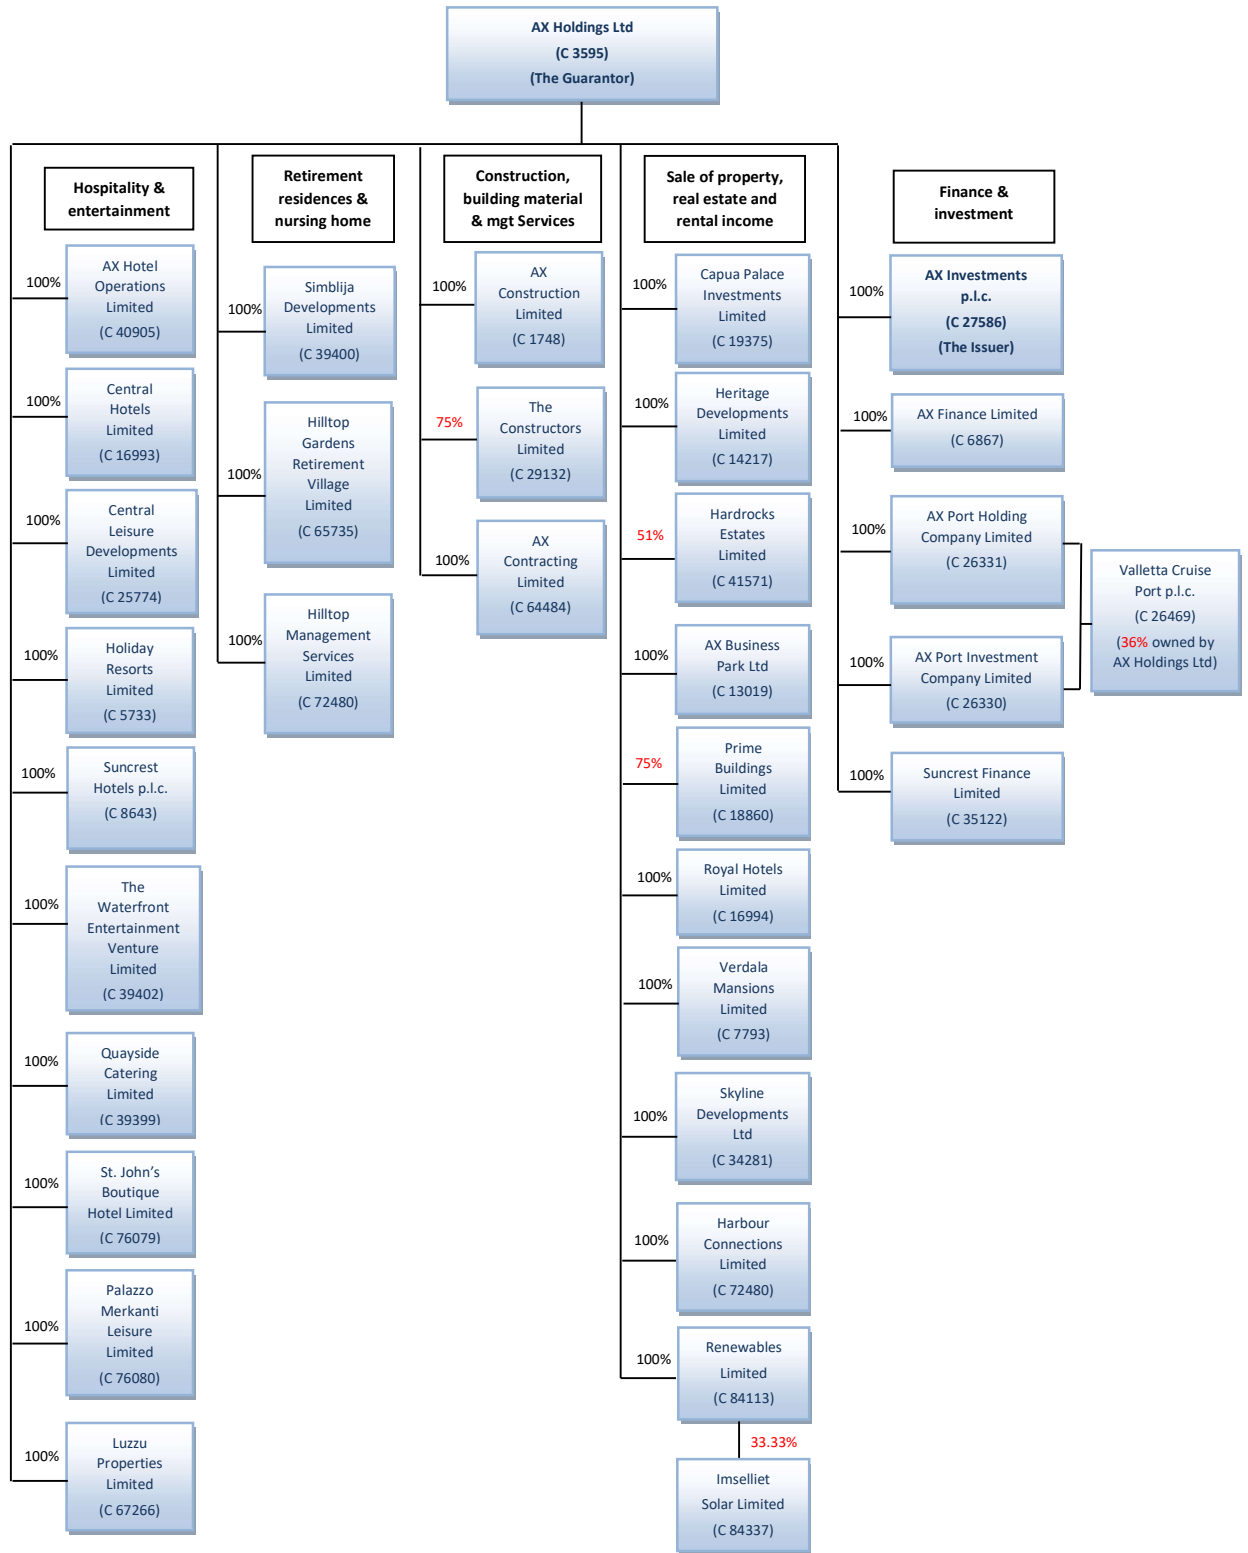 AX Holdings Ltd
(C 3595)
(The Guarantor)
Hospitality &
entertainment
100%
AX Hotel
Operations
Limited
(C 40905)
100%
Central
Hotels
Limited
(C 16993)
100%
Central
Leisure
Developments
Limited
(C 25774)
100%
Holiday
Resorts
Limited
(C 5733)
100%
Suncrest
Hotels p.l.c.
(C 8643)
100%
The
Waterfront
Entertainment
Venture
Limited
(C 39402)
100%
Quayside
Catering
Limited
(C 39399)
100%
St. John's
Boutique
Hotel Limited
(C 76079)
100%
Palazzo
Merkanti
Leisure
Limited
(C 76080)
100%
Luzzu
Properties
Limited
(C 67266)
Retirement
residences &
nursing home
100%
Simblija
Developments
Limited
(C 39400)
100%
Hilltop
Gardens
Retirement
Village
Limited
(C 65735)
100%
Hilltop
Management
Services
Limited
(C 72480)
Construction,
building material
& mgt Services
100%
AX
Construction
Limited
(C 1748)
75%
The
Constructors
Limited
(C 29132)
100%
AX
Contracting
Limited
(C 64484)
Sale of property,
real estate and
rental income
100%
Capua Palace
Investments
Limited
(C 19375)
100%
Heritage
Developments
Limited
(C 14217)
51%
Hardrocks
Estates
Limited
(C 41571)
100%
AX Business
Park Ltd
(C 13019)
75%
Prime
Buildings
Limited
(C 18860)
100%
Royal Hotels
Limited
(C 16994)
100%
Verdala
Mansions
Limited
(C 7793)
100%
Skyline
Developments
Ltd
(C 34281)
100%
Harbour
Connections
Limited
(C 72480)
100%
Renewables
Limited
(C 84113)
33.33%
Imselliet
Solar Limited
(C 84337)
Finance &
investment
100%
AX Investments
p.l.c.
(C 27586)
(The Issuer)
100%
AX Finance Limited
(C 6867)
100%
AX Port Holding
Company Limited
(C 26331)
100%
AX Port Investment
Company Limited
(C 26330)
Valletta Cruise
Port p.l.c.
(C 26469)
(36% owned by
AX Holdings Ltd)
100%
Suncrest Finance
Limited
(C 35122)